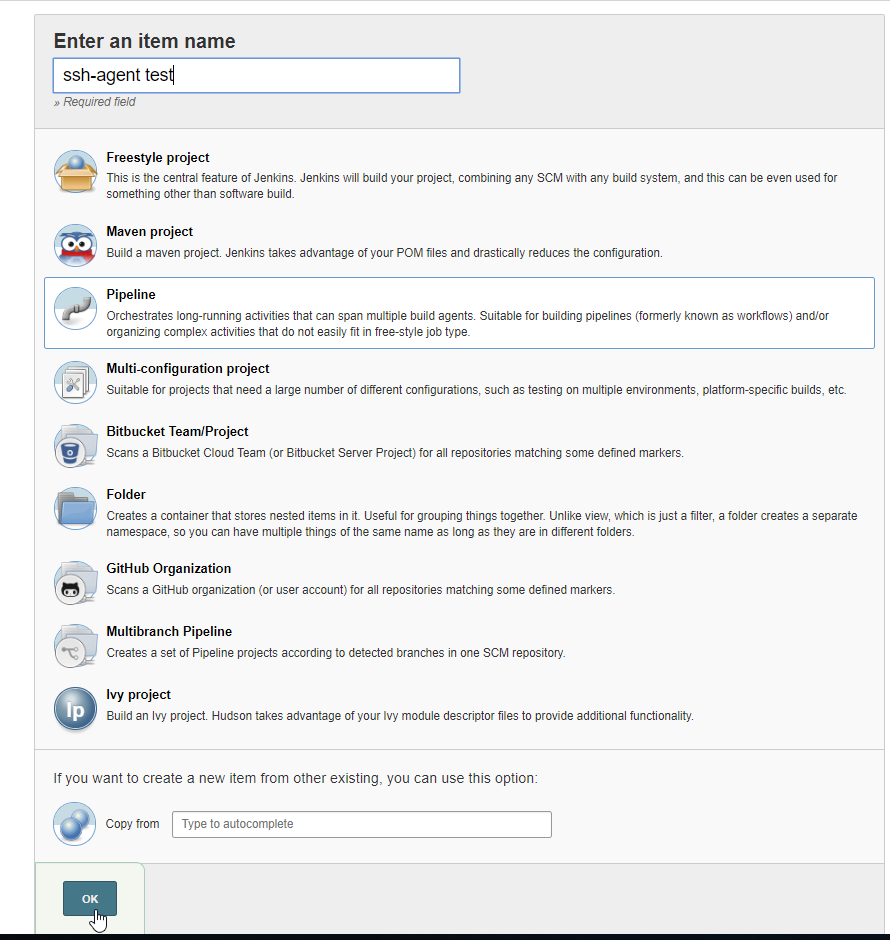 Enter an item name
ssh-agent test
» Required field
Freestyle project
This is the central feature of Jenkins. Jenkins will build your project, combining any SCM with any build system, and this can be even used for
something other than software build.
Maven project
Build a maven project. Jenkins takes advantage of your POM files and drastically reduces the configuration.
Pipeline
Orchestrates long-running activities that can span multiple build agents. Suitable for building pipelines (formerly known as workflows) and/or
organizing complex activities that do not easily fit in free-style job type.
Multi-configuration project
Suitable for projects that need a large number of different configurations, such as testing on multiple environments, platform-specific builds, etc.
Bitbucket Team/Project
Scans a Bitbucket Cloud Team (or Bitbucket Server Project) for all repositories matching some defined markers.
Folder
Creates a container that stores nested items in it. Useful for grouping things together. Unlike view, which is just a filter, a folder creates a separate
namespace, so you can have multiple things of the same name as long as they are in different folders.
GitHub Organization
Scans a GitHub organization (or user account) for all repositories matching some defined markers.
Multibranch Pipeline
Creates a set of Pipeline projects according to detected branches in one SCM repository.
Ip
Ivy project
Build an Ivy project. Hudson takes advantage of your Ivy module descriptor files to provide additional functionality.
If you want to create a new item from other existing, you can use this option:
Copy from
Type to autocomplete
OK